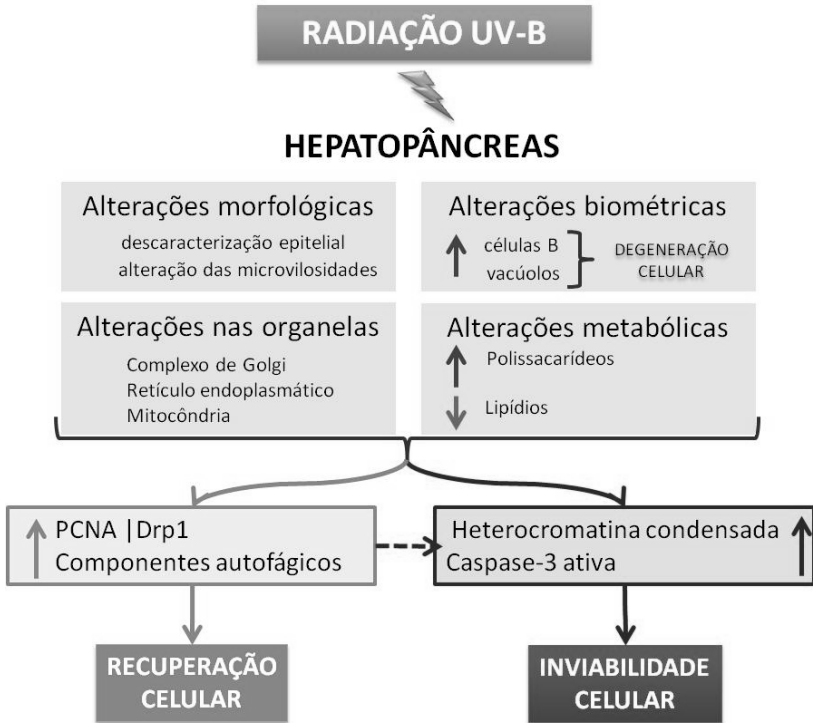 RADIAÇÃO UV-B
HEPATOPÂNCREAS
Alterações morfológicas
descaracterização epitelial
alteração das microvilosidades
Alterações biométricas
células B
vacúolos
DEGENERAÇÃO
CELULAR
Alterações nas organelas
Complexo de Golgi
Retículo endoplasmático
Mitocôndria
Alterações metabólicas
Polissacarídeos
Lipídios
PCNA |Drp1
Componentes autofágicos
Heterocromatina condensada
Caspase-3 ativa
RECUPERAÇÃO
CELULAR
INVIABILIDADE
CELULAR